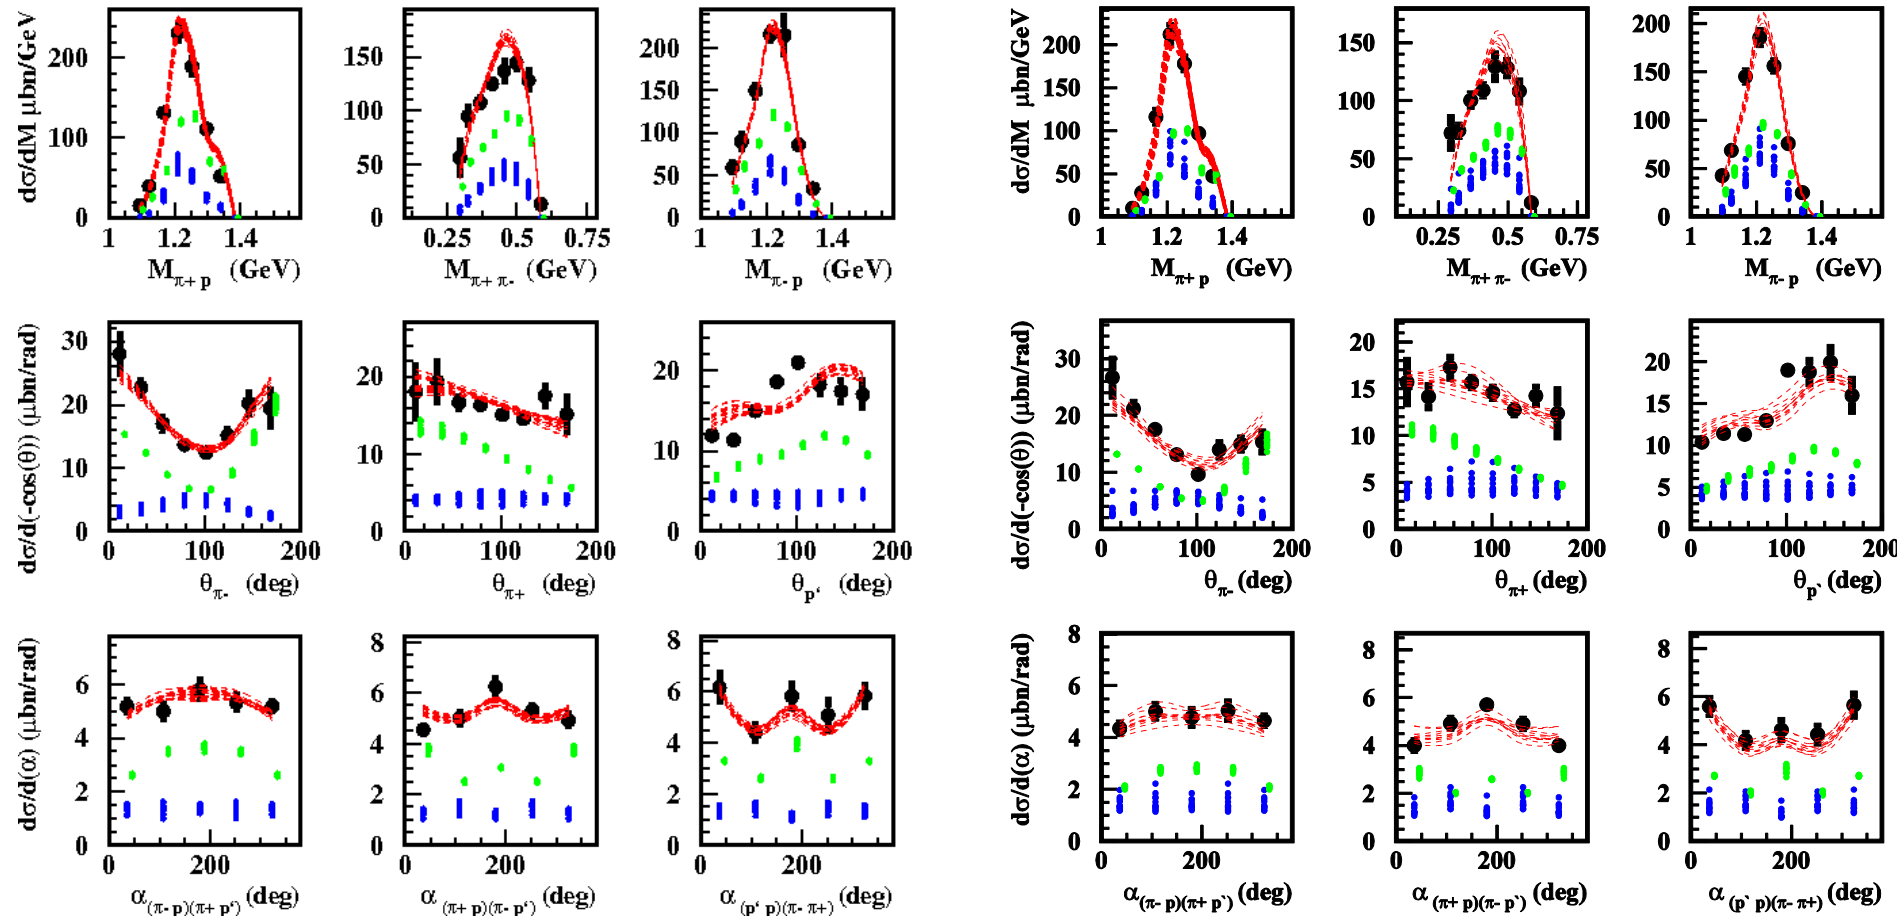 dσ/dM μbn/GeV
200
100
0
1 1.2 1.4
M π+ p (GeV)
150
100
50
0
0.25 0.5 0.75
M π+ π- (GeV)
200
150
100
50
0
1 1.2 1.4
M π- p (GeV)
dσ/dM μbn/GeV
200
150
100
50
0
1 1.2 1.4
M π+ p (GeV)
150
100
50
0
0.25 0.5 0.75
M π+ π- (GeV)
200
150
100
50
0
1 1.2 1.4
M π- p (GeV)
dσ/d(-cos(θ)) (μbn/rad)
30
20
10
0
0 100 200
θ π- (deg)
20
10
0
0 100 200
θ π+ (deg)
20
10
0
0 100 200
θ p‘ (deg)
dσ/d(-cos(θ)) (μbn/rad)
30
20
10
0
0 100 200
θ π- (deg)
20
15
10
5
0
0 100 200
θ π+ (deg)
20
15
10
5
0
0 100 200
θ p` (deg)
dσ/d(α) (μbn/rad)
8
6
4
2
0
0 200
α (π- p)(π+ p‘) (deg)
8
6
4
2
0
0 200
α (π+ p)(π- p‘) (deg)
8
6
4
2
0
0 200
α (p‘ p)(π- π+) (deg)
dσ/d(α) (μbn/rad)
8
6
4
2
0
0 200
α (π- p)(π+ p`) (deg)
8
6
4
2
0
0 200
α (π+ p)(π- p`) (deg)
8
6
4
2
0
0 200
α (p` p)(π- π+) (deg)